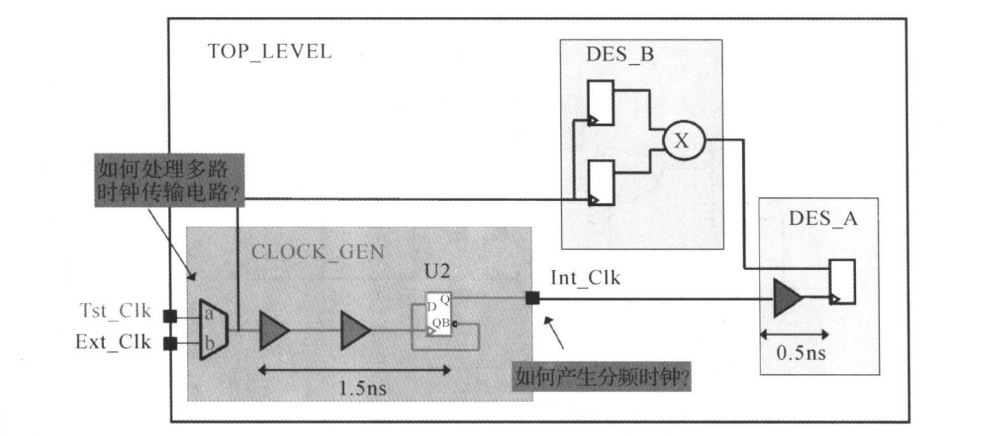 TOP_LEVEL
DES_B
X
如何处理多路
时钟传输电路?
DES_A
CLOCK_GEN
U2
Int_Clk
D
Q
QB
Tst_Clk
a
Ext_Clk
b
0.5ns
1.5ns
如何产生分频时钟?